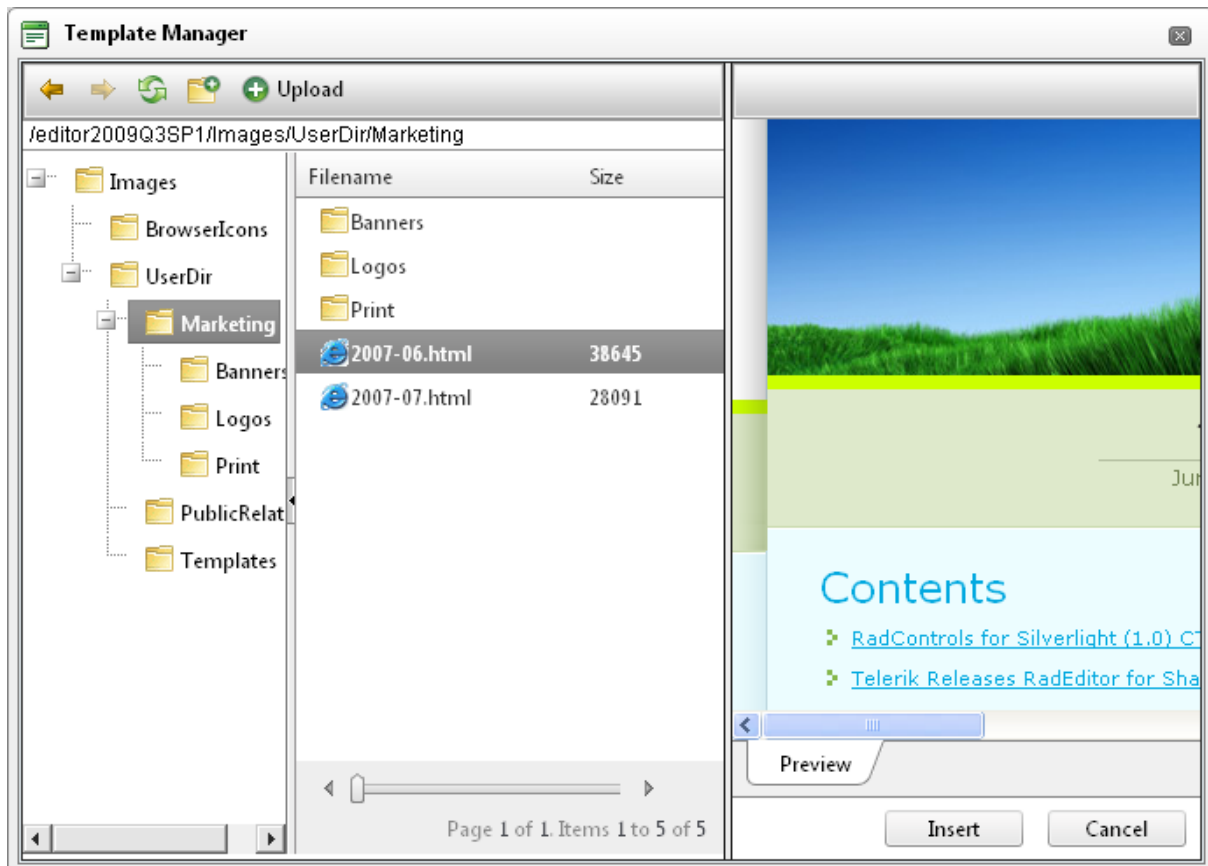 Template Manager
Upload
/editor2009Q3SP1/Images/UserDir/Marketing
Images
BrowserIcons
UserDir
Marketing
Banners
Logos
Print
PublicRelat
Templates
Filename Size
Banners
Logos
Print
2007-06.html 38645
2007-07.html 28091
Page 1 of 1. Items 1 to 5 of 5
Jur
Contents
RadControls for Silverlight (1.0) CT
Telerik Releases RadEditor for Sha
Preview
Insert Cancel